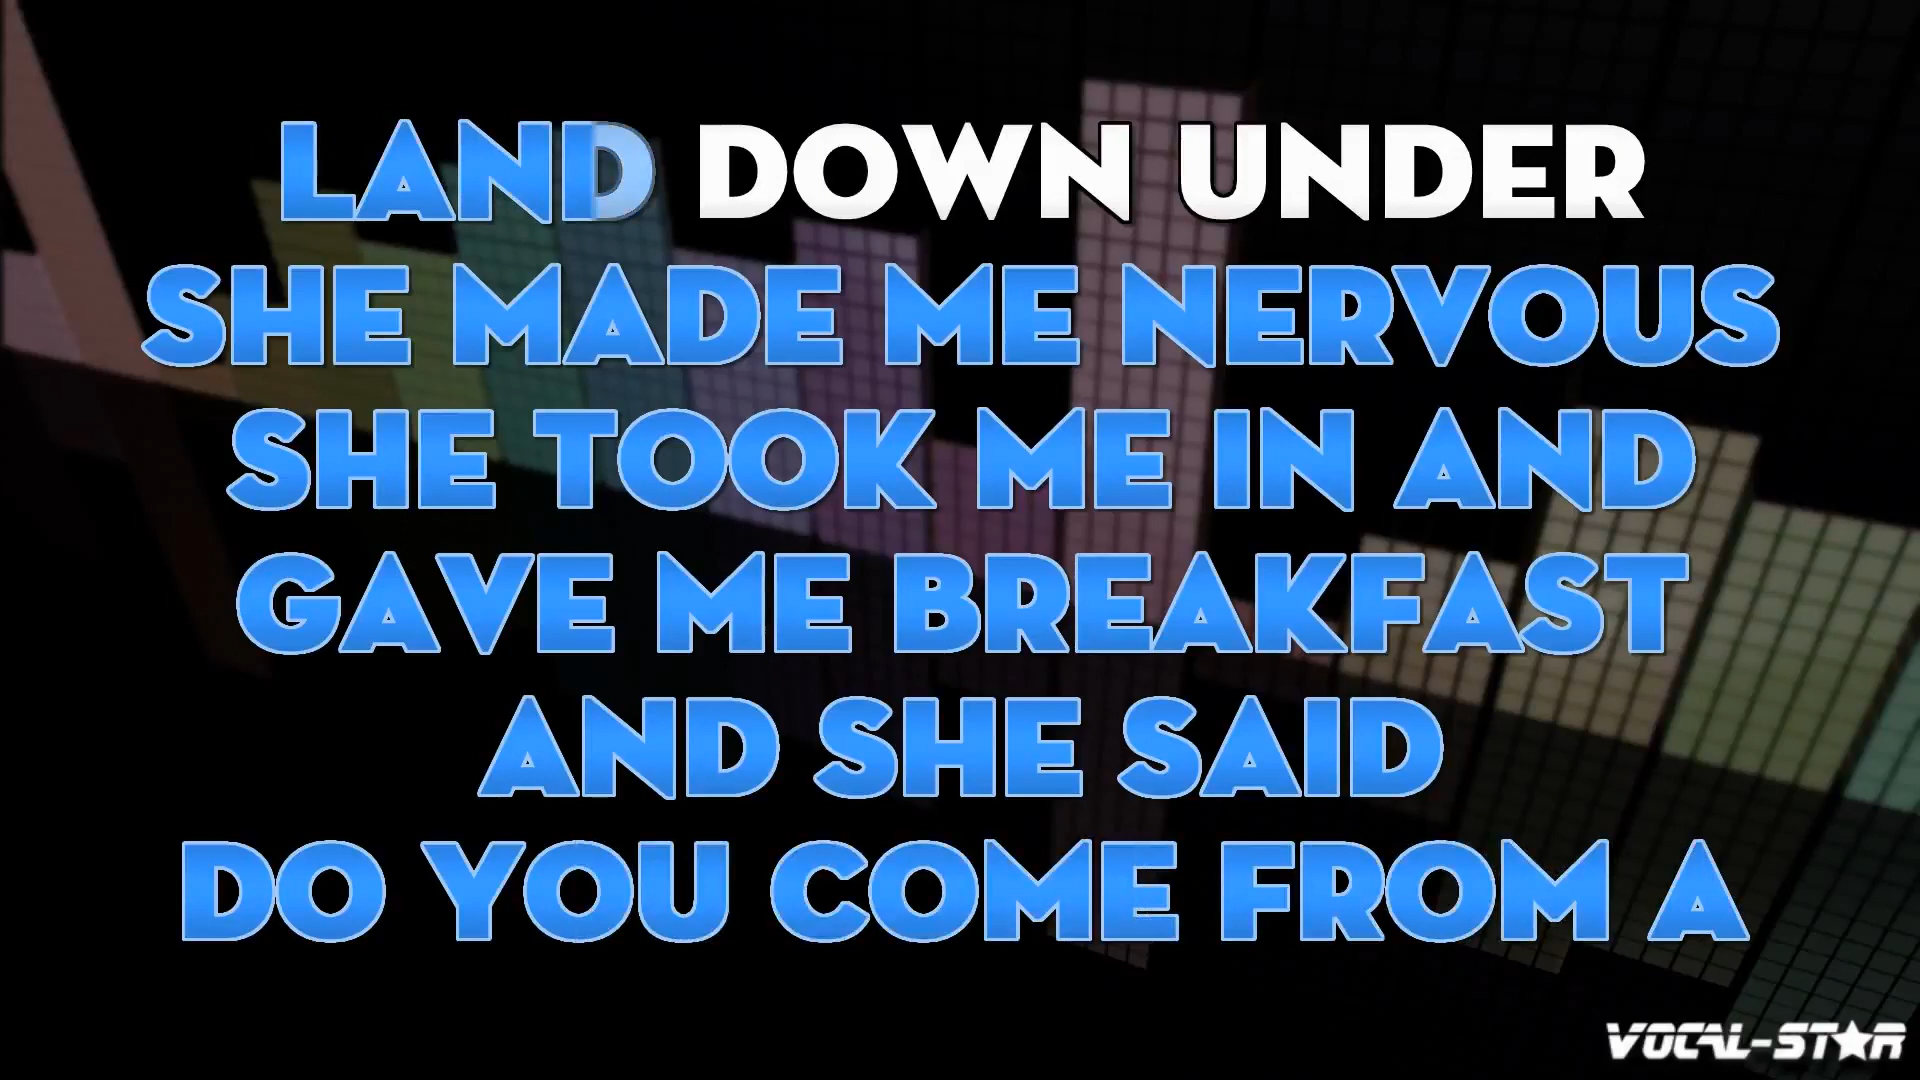 LAND DOWN UNDER
SHE MADE ME NERVOUS
SHE TOOK ME IN AND
GAVE ME BREAKFAST
AND SHE SAID
DO YOU COME FROM A
VOCAL-STAR